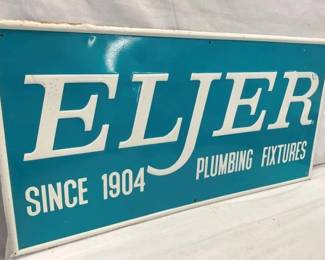 ELJER
SINCE 1904 PLUMBING FIXTURES